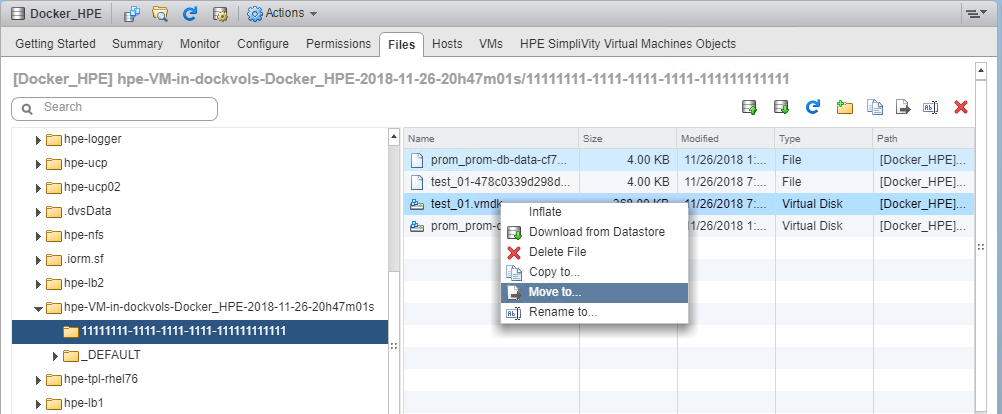 Docker_HPE Actions
Getting Started Summary Monitor Configure Permissions Files Hosts VMs HPE SimpliVity Virtual Machines Objects
[Docker_HPE] hpe-VM-in-dockvols-Docker_HPE-2018-11-26-20h47m01s/11111111-1111-1111-1111-111111111111
Search
hpe-logger
hpe-ucp
hpe-ucp02
.dvsData
hpe-nfs
.iorm.sf
hpe-lb2
hpe-VM-in-dockvols-Docker_HPE-2018-11-26-20h47m01s
11111111-1111-1111-1111-111111111111
_DEFAULT
hpe-tpl-rhel76
hpe-lb1
Name Size Modified Type Path
prom_prom-db-data-cf7... 4.00 KB 11/26/2018 1:... File [Docker_HPE]...
test_01-478c0339d298d... 4.00 KB 11/26/2018 7:... File [Docker_HPE]...
test_01.vmdk 11/26/2018 7:... Virtual Disk [Docker_HPE]...
11/26/2018 1:... Virtual Disk [Docker_HPE]...
Inflate
Download from Datastore
Delete File
Copy to...
Move to...
Rename to...